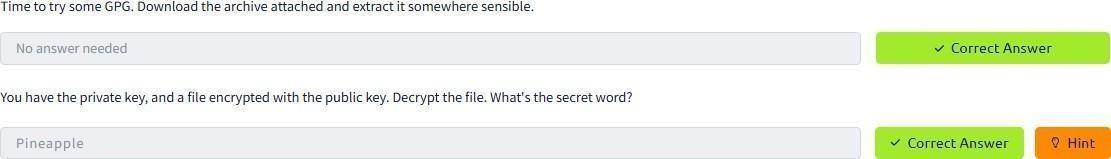 Time to try some GPG. Download the archive attached and extract it somewhere sensible.
No answer needed
✓ Correct Answer
You have the private key, and a file encrypted with the public key. Decrypt the file. What's the secret word?
Pineapple
✓ Correct Answer
Hint